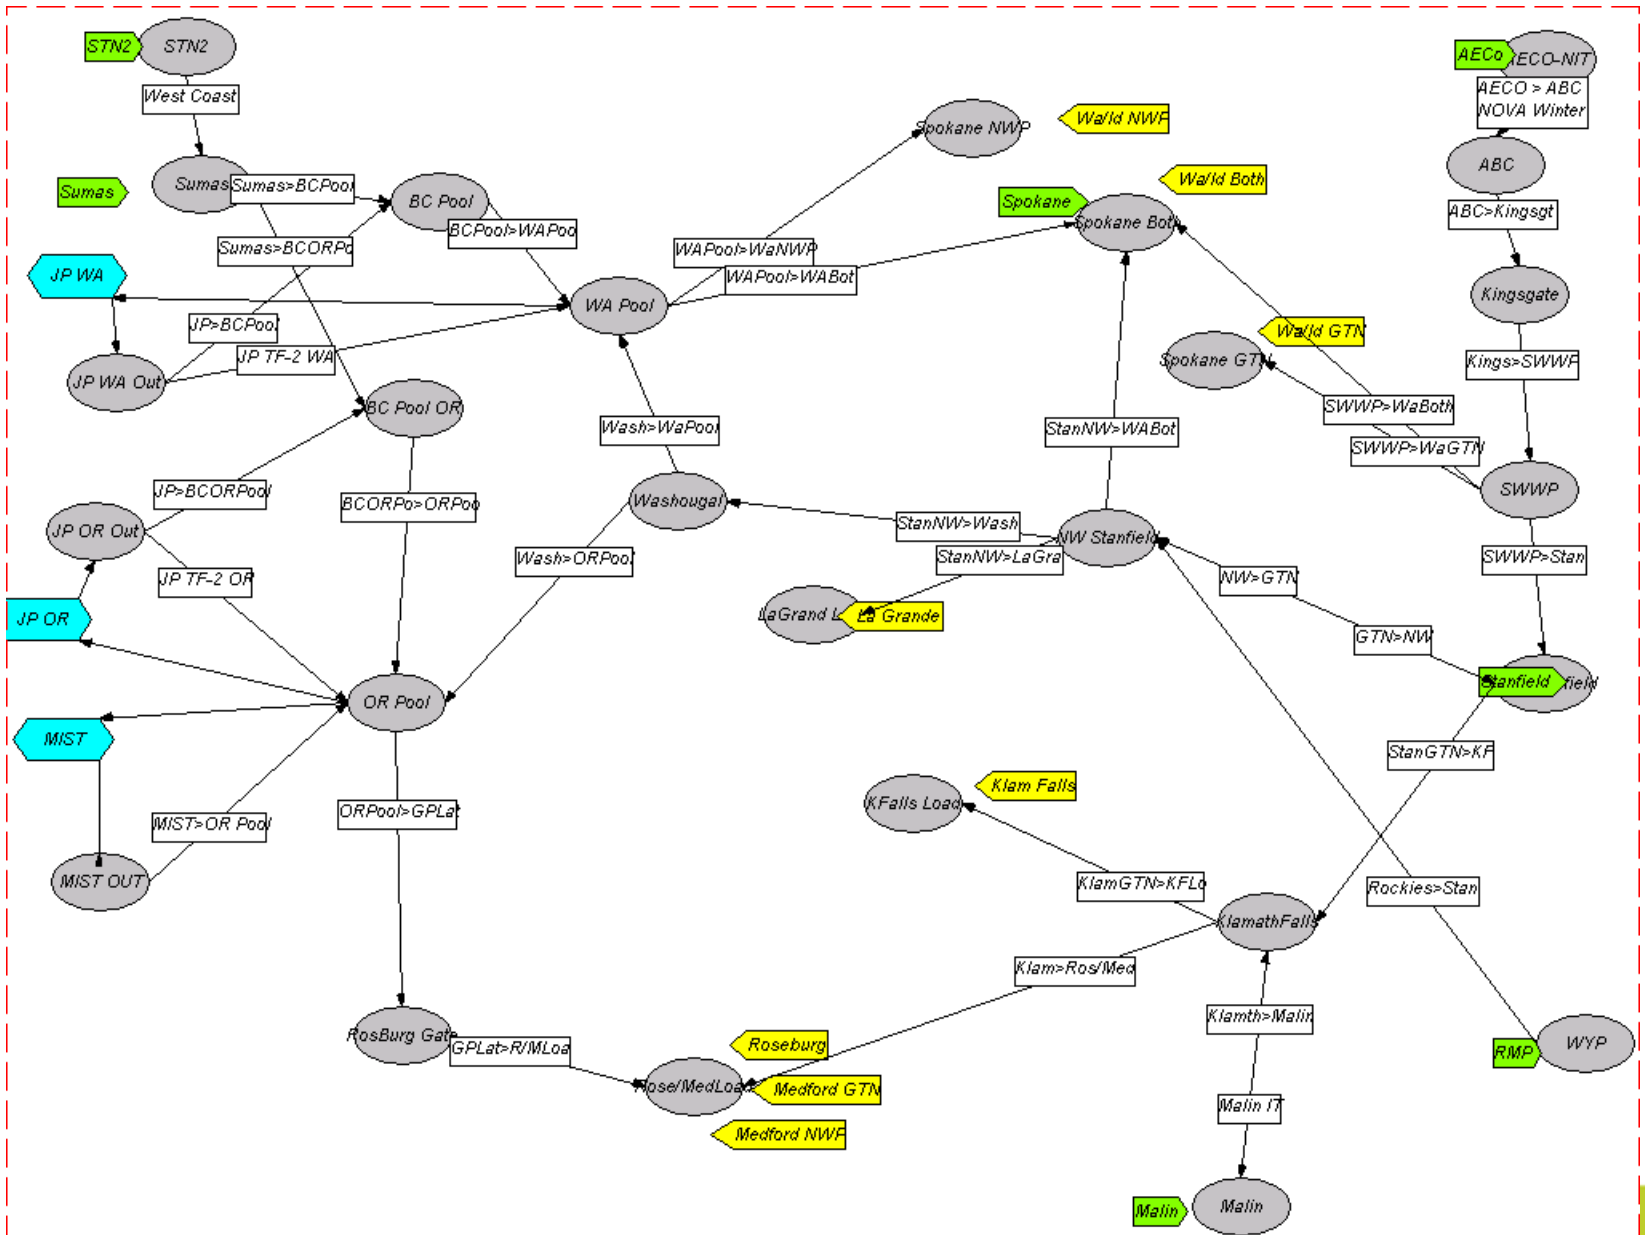 STN2
STN2
West Coast
AECo
AECO-NIT
AECO > ABC
NOVA Winter
Spokane NWP
Wa/Id NWP
ABC
Sumas
Sumas
Sumas>BCPool
BC Pool
Wa/Id Both
Spokane
Spokane Both
ABC>Kingsgt
BCPool>WAPoo
Sumas>BCORPo
WAPool>WaNWP
WAPool>WABot
JP WA
WA Pool
Kingsgate
JP>BCPool
JP TF-2 WA
JP WA Out
Wa/Id GTN
Spokane GTN
Kings>SWWP
BC Pool OR
SWWP>WaBoth
SWWP>WaGTN
Wash>WaPool
StanNW>WABot
JP>BCORPool
BCORPo>ORPoo
Washougal
SWWP
JP OR Out
StanNW>Wash
NW Stanfield
StanNW>LaGra
Wash>ORPool
SWWP>Stan
JP TF-2 OR
NW>GTN
JP OR
LaGrand L
La Grande
GTN>NW
Stanfield
field
OR Pool
MIST
StanGTN>KF
Klam Falls
KFalls Load
ORPool>GPLat
MIST>OR Pool
MIST OUT
KlamGTN>KFLo
Rockies>Stan
KlamathFalls
Klam>Ros/Med
Klamth>Malin
RosBurg Gate
GPLat>R/MLoa
Roseburg
RMP
WYP
Rose/MedLoad
Medford GTN
Malin IT
Medford NWP
Malin
Malin